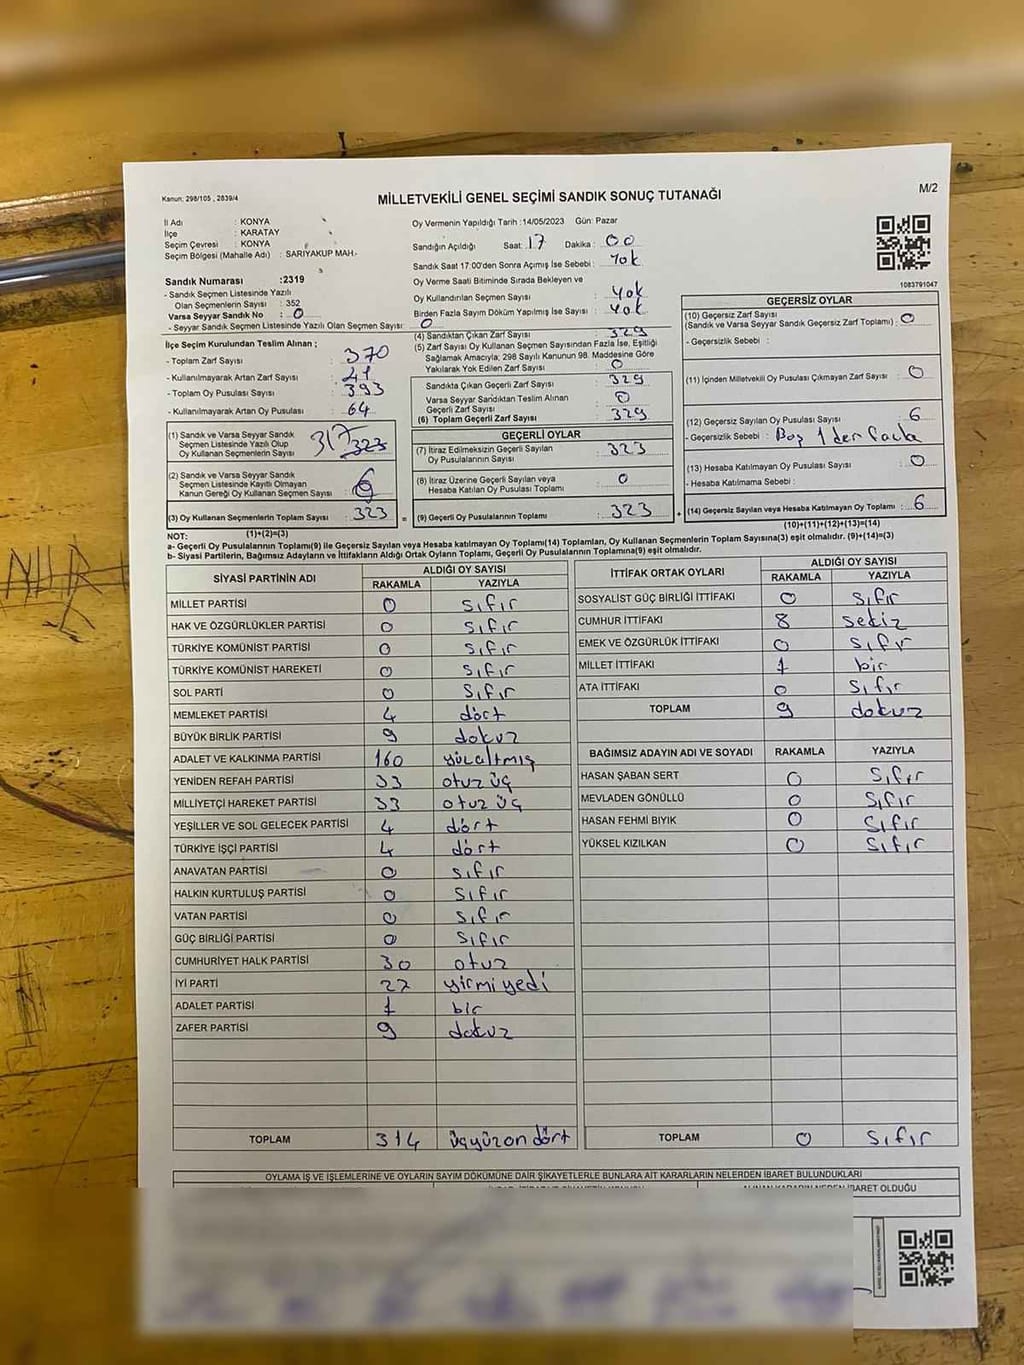 Kanun: 298/105 , 2839/4
MİLLETVEKİLİ GENEL SEÇİMİ SANDIK SONUÇ TUTANAĞI
M/2
İl Adı : KONYA
İlçe : KARATAY
Seçim Çevresi : KONYA
Seçim Bölgesi (Mahalle Adı) : SARIYAKUP MAH.
Sandık Numarası :2319
- Sandık Seçmen Listesinde Yazılı
Olan Seçmenlerin Sayısı : 352
Varsa Seyyar Sandık No : 0
- Seyyar Sandık Seçmen Listesinde Yazılı Olan Seçmen Sayısı: 0
Oy Vermenin Yapıldığı Tarih :14/05/2023 Gün: Pazar
Sandığın Açıldığı Saat: 17 Dakika : 00
Sandık Saat 17:00'den Sonra Açılmış İse Sebebi : Yok
Oy Verme Saati Bitiminde Sırada Bekleyen ve
Oy Kullandırılan Seçmen Sayısı : Yok
Birden Fazla Sayım Döküm Yapılmış İse Sayısı : Yok
1083791047
İlçe Seçim Kurulundan Teslim Alınan ;
- Toplam Zarf Sayısı : 370
- Kullanılmayarak Artan Zarf Sayısı : 41
- Toplam Oy Pusulası Sayısı : 393
- Kullanılmayarak Artan Oy Pusulası : 64
(1) Sandık ve Varsa Seyyar Sandık
Seçmen Listesinde Yazılı Olup
Oy Kullanan Seçmenlerin Sayısı : 317 323
(2) Sandık ve Varsa Seyyar Sandık
Seçmen Listesinde Kayıtlı Olmayan
Kanun Gereği Oy Kullanan Seçmen Sayısı : 6
(3) Oy Kullanan Seçmenlerin Toplam Sayısı : 323
(4) Sandıktan Çıkan Zarf Sayısı : 329
(5) Zarf Sayısı Oy Kullanan Seçmen Sayısından Fazla İse, Eşitliği
Sağlamak Amacıyla; 298 Sayılı Kanunun 98. Maddesine Göre
Yakılarak Yok Edilen Zarf Sayısı : 0
Sandıkta Çıkan Geçerli Zarf Sayısı : 329
Varsa Seyyar Sandıktan Teslim Alınan
Geçerli Zarf Sayısı : 0
(6) Toplam Geçerli Zarf Sayısı : 329
GEÇERLİ OYLAR
(7) İtiraz Edilmeksizin Geçerli Sayılan
Oy Pusulalarının Sayısı : 323
(8) İtiraz Üzerine Geçerli Sayılan veya
Hesaba Katılan Oy Pusulası Toplamı : 0
= (9) Geçerli Oy Pusulalarının Toplamı : 323 +
GEÇERSİZ OYLAR
(10) Geçersiz Zarf Sayısı
(Sandık ve Varsa Seyyar Sandık Geçersiz Zarf Toplamı) : 0
- Geçersizlik Sebebi :
(11) İçinden Milletvekili Oy Pusulası Çıkmayan Zarf Sayısı : 0
(12) Geçersiz Sayılan Oy Pusulası Sayısı : 6
- Geçersizlik Sebebi : Boş 1 den fazla
(13) Hesaba Katılmayan Oy Pusulası Sayısı : 0
- Hesaba Katılmama Sebebi :
(14) Geçersiz Sayılan veya Hesaba Katılmayan Oy Toplamı : 6
NOT: (1)+(2)=(3) (10)+(11)+(12)+(13)=(14)
a- Geçerli Oy Pusulalarının Toplamı(9) ile Geçersiz Sayılan veya Hesaba katılmayan Oy Toplamı(14) Toplamları, Oy Kullanan Seçmenlerin Toplam Sayısına(3) eşit olmalıdır. (9)+(14)=(3)
b- Siyasi Partilerin, Bağımsız Adayların ve İttifakların Aldığı Ortak Oyların Toplamı, Geçerli Oy Pusulalarının Toplamına(9) eşit olmalıdır.
SİYASİ PARTİNİN ADI ALDIĞI OY SAYISI
RAKAMLA YAZIYLA
MİLLET PARTİSİ 0 sıfır
HAK VE ÖZGÜRLÜKLER PARTİSİ 0 sıfır
TÜRKİYE KOMÜNİST PARTİSİ 0 sıfır
TÜRKİYE KOMÜNİST HAREKETİ 0 sıfır
SOL PARTİ 0 sıfır
MEMLEKET PARTİSİ 4 dört
BÜYÜK BİRLİK PARTİSİ 9 dokuz
ADALET VE KALKINMA PARTİSİ 160 yüzaltmış
YENİDEN REFAH PARTİSİ 33 otuz üç
MİLLİYETÇİ HAREKET PARTİSİ 33 otuz üç
YEŞİLLER VE SOL GELECEK PARTİSİ 4 dört
TÜRKİYE İŞÇİ PARTİSİ 4 dört
ANAVATAN PARTİSİ 0 sıfır
HALKIN KURTULUŞ PARTİSİ 0 sıfır
VATAN PARTİSİ 0 sıfır
GÜÇ BİRLİĞİ PARTİSİ 0 sıfır
CUMHURİYET HALK PARTİSİ 30 otuz
İYİ PARTİ 27 yirmiyedi
ADALET PARTİSİ 1 bir
ZAFER PARTİSİ 9 dokuz
TOPLAM 314 üçyüzondört
İTTİFAK ORTAK OYLARI ALDIĞI OY SAYISI
RAKAMLA YAZIYLA
SOSYALİST GÜÇ BİRLİĞİ İTTİFAKI 0 sıfır
CUMHUR İTTİFAKI 8 sekiz
EMEK VE ÖZGÜRLÜK İTTİFAKI 0 sıfır
MİLLET İTTİFAKI 1 bir
ATA İTTİFAKI 0 sıfır
TOPLAM 9 dokuz
BAĞIMSIZ ADAYIN ADI VE SOYADI RAKAMLA YAZIYLA
HASAN ŞABAN SERT 0 sıfır
MEVLADEN GÖNÜLLÜ 0 sıfır
HASAN FEHMİ BIYIK 0 sıfır
YÜKSEL KIZILKAN 0 sıfır
TOPLAM 0 sıfır
OYLAMA İŞ VE İŞLEMLERİNE VE OYLARIN SAYIM DÖKÜMÜNE DAİR ŞİKAYETLERLE BUNLARA AİT KARARLARIN NELERDEN İBARET BULUNDUKLARI
İBARET OLDUĞU